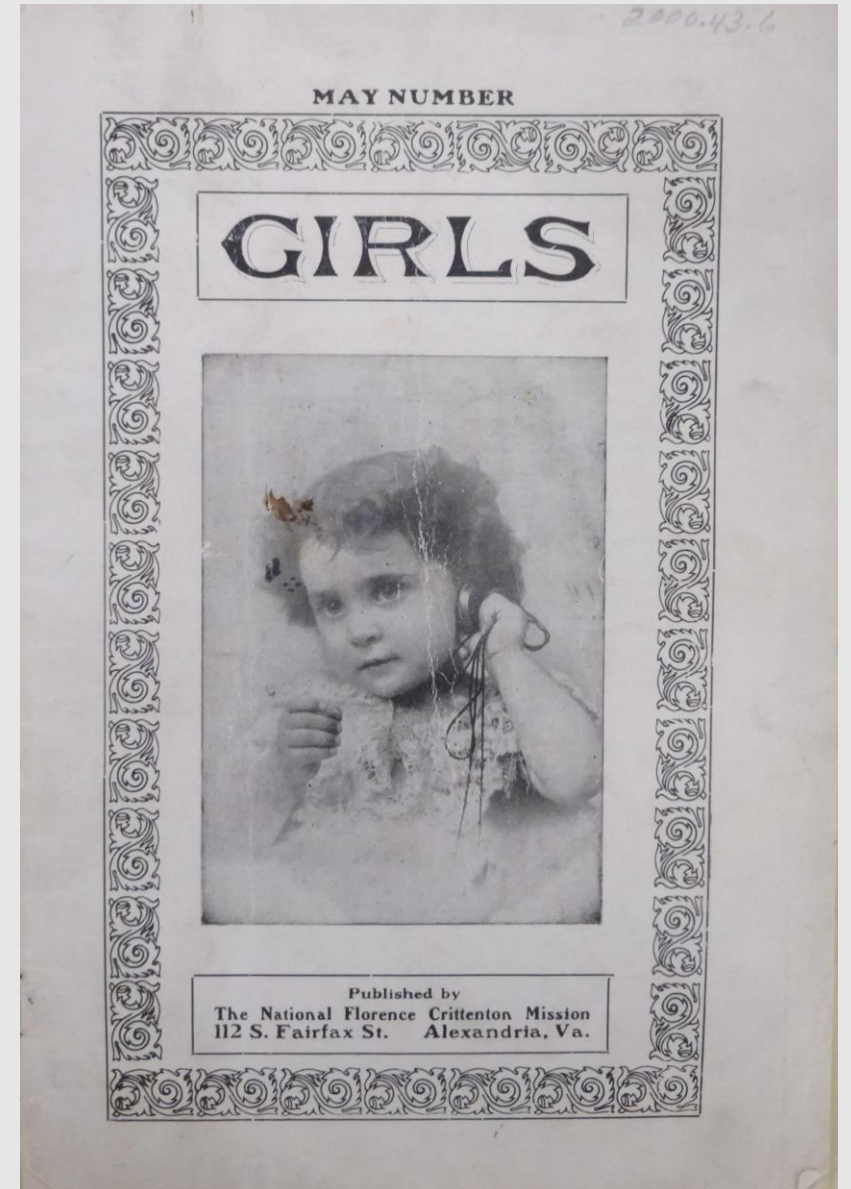 2000.43.6
MAY NUMBER
GIRLS
Published by
The National Florence Crittenton Mission
112 S. Fairfax St. Alexandria, Va.